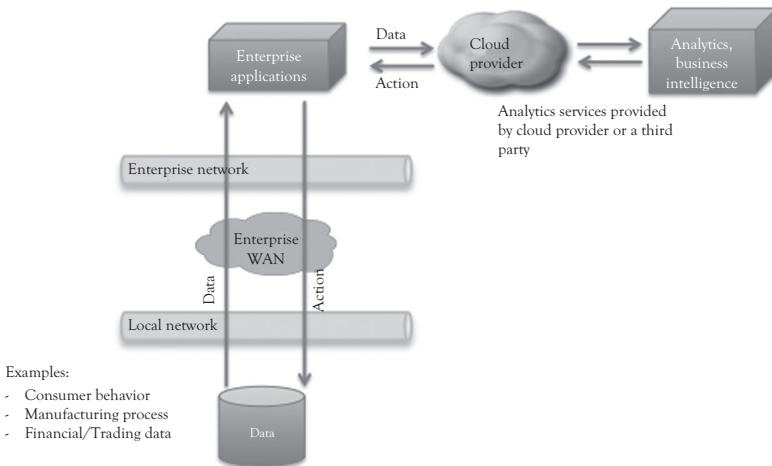 Enterprise
applications
Data
Action
Cloud
provider
Analytics,
business
intelligence
Analytics services provided
by cloud provider or a third
party
Enterprise network
Enterprise
WAN
Data
Action
Local network
Examples:
- Consumer behavior
- Manufacturing process
- Financial/Trading data
Data